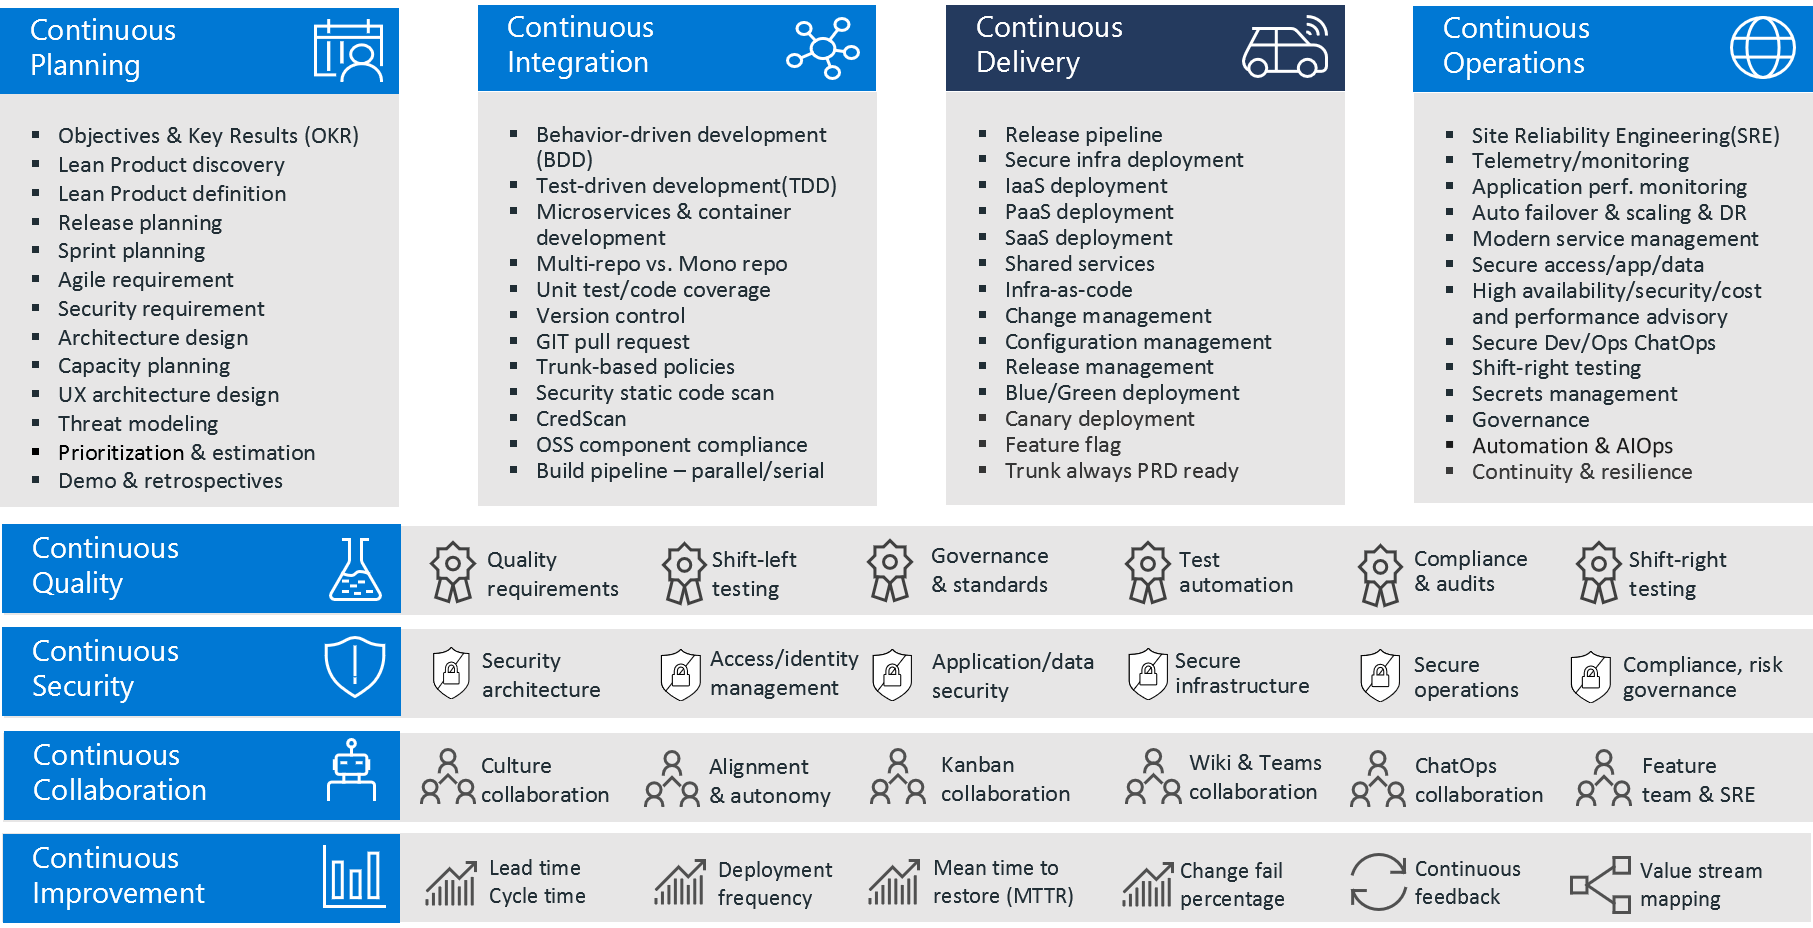 Continuous
Planning
Objectives & Key Results (OKR)
Lean Product discovery
Lean Product definition
Release planning
Sprint planning
Agile requirement
Security requirement
Architecture design
Capacity planning
UX architecture design
Threat modeling
Prioritization & estimation
Demo & retrospectives
Continuous
Integration
Behavior-driven development
(BDD)
Test-driven development(TDD)
Microservices & container
development
Multi-repo vs. Mono repo
Unit test/code coverage
Version control
GIT pull request
Trunk-based policies
Security static code scan
CredScan
OSS component compliance
Build pipeline – parallel/serial
Continuous
Delivery
Release pipeline
Secure infra deployment
IaaS deployment
PaaS deployment
SaaS deployment
Shared services
Infra-as-code
Change management
Configuration management
Release management
Blue/Green deployment
Canary deployment
Feature flag
Trunk always PRD ready
Continuous
Operations
Site Reliability Engineering(SRE)
Telemetry/monitoring
Application perf. monitoring
Auto failover & scaling & DR
Modern service management
Secure access/app/data
High availability/security/cost
and performance advisory
Secure Dev/Ops ChatOps
Shift-right testing
Secrets management
Governance
Automation & AIOps
Continuity & resilience
Continuous
Quality
Quality
requirements
Shift-left
testing
Governance
& standards
Test
automation
Compliance
& audits
Shift-right
testing
Continuous
Security
Security
architecture
Access/identity
management
Application/data
security
Secure
infrastructure
Secure
operations
Compliance, risk
governance
Continuous
Collaboration
Culture
collaboration
Alignment
& autonomy
Kanban
collaboration
Wiki & Teams
collaboration
ChatOps
collaboration
Feature
team & SRE
Continuous
Improvement
Lead time
Cycle time
Deployment
frequency
Mean time to
restore (MTTR)
Change fail
percentage
Continuous
feedback
Value stream
mapping